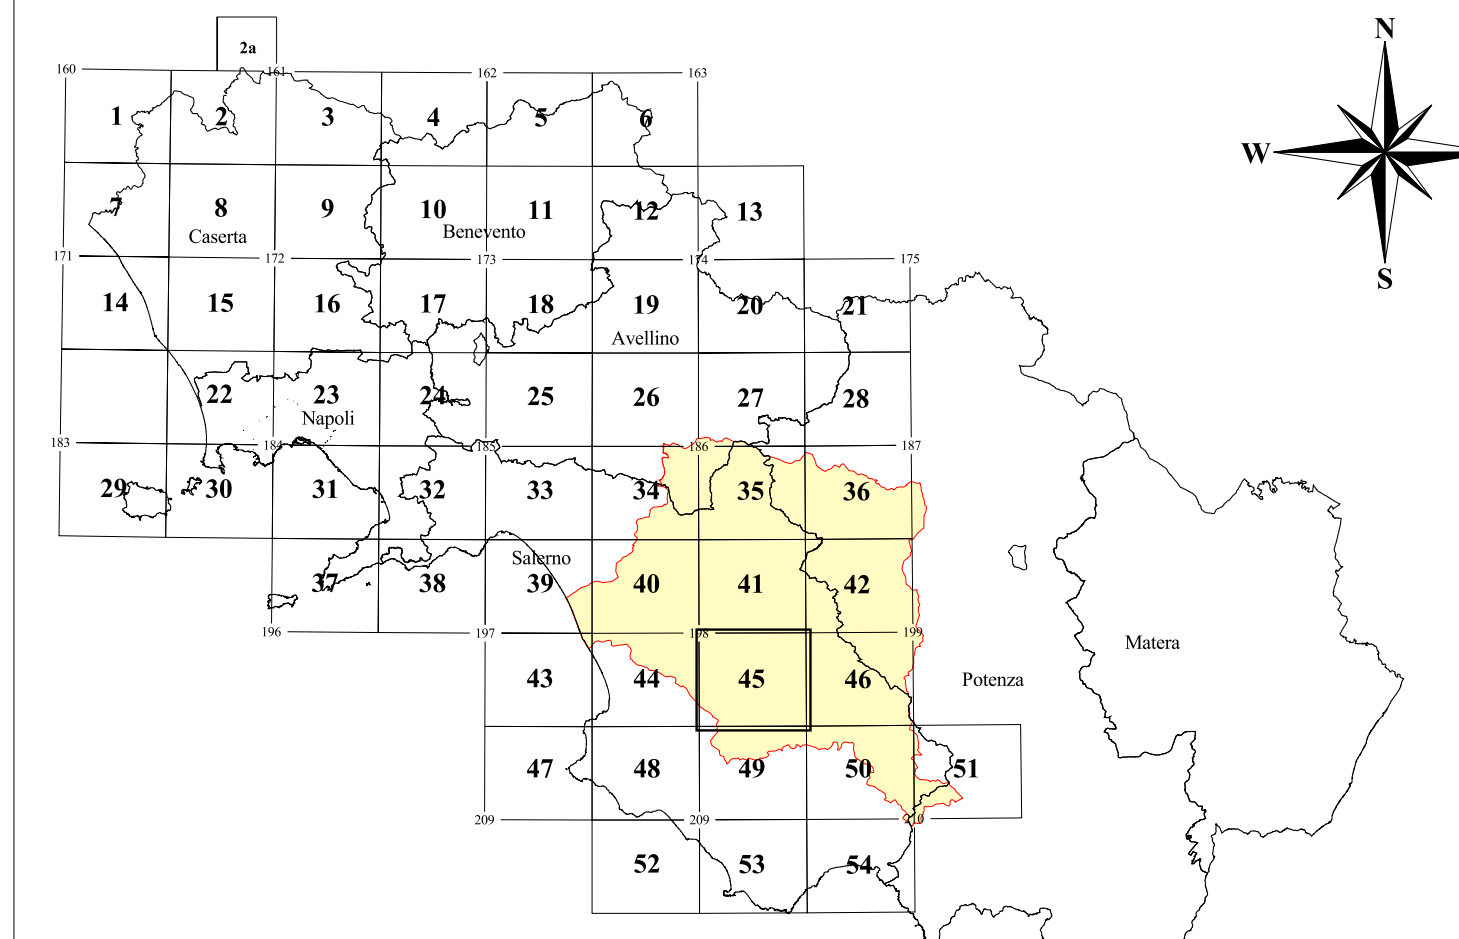 N
W
S
2a
160 161 162 163
1 2 3 4 5 6
7 8 9 10 11 12 13
Caserta Benevento
171 172 173 174 175
14 15 16 17 18 19 20 21
Avellino
22 23 24 25 26 27 28
Napoli
183 184 185 186 187
29 30 31 32 33 34 35 36
Salerno
37 38 39 40 41 42
196 197 198 199
Matera
43 44 45 46 Potenza
47 48 49 50 51
209 209 210
52 53 54